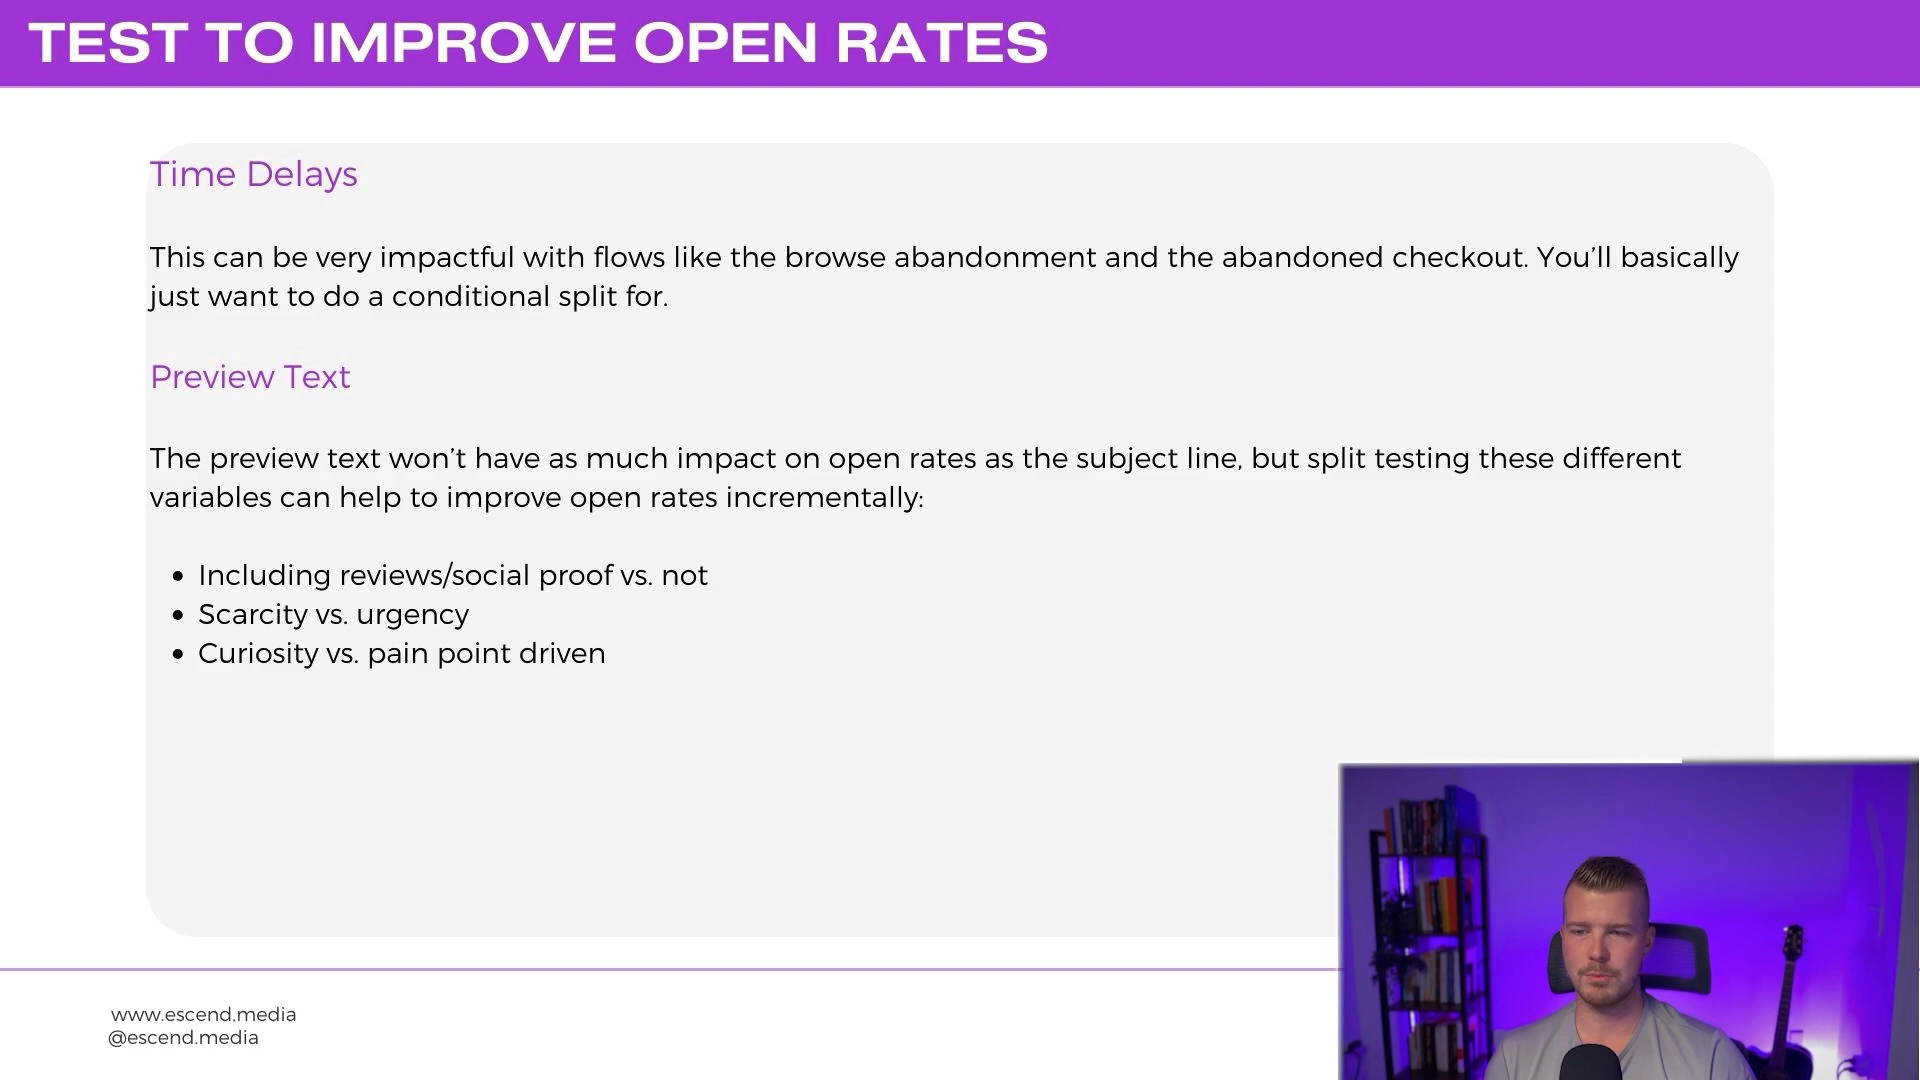 TEST TO IMPROVE OPEN RATES
Time Delays
This can be very impactful with flows like the browse abandonment and the abandoned checkout. You’ll basically
just want to do a conditional split for.
Preview Text
The preview text won’t have as much impact on open rates as the subject line, but split testing these different
variables can help to improve open rates incrementally:
• Including reviews/social proof vs. not
• Scarcity vs. urgency
• Curiosity vs. pain point driven
www.escend.media
@escend.media